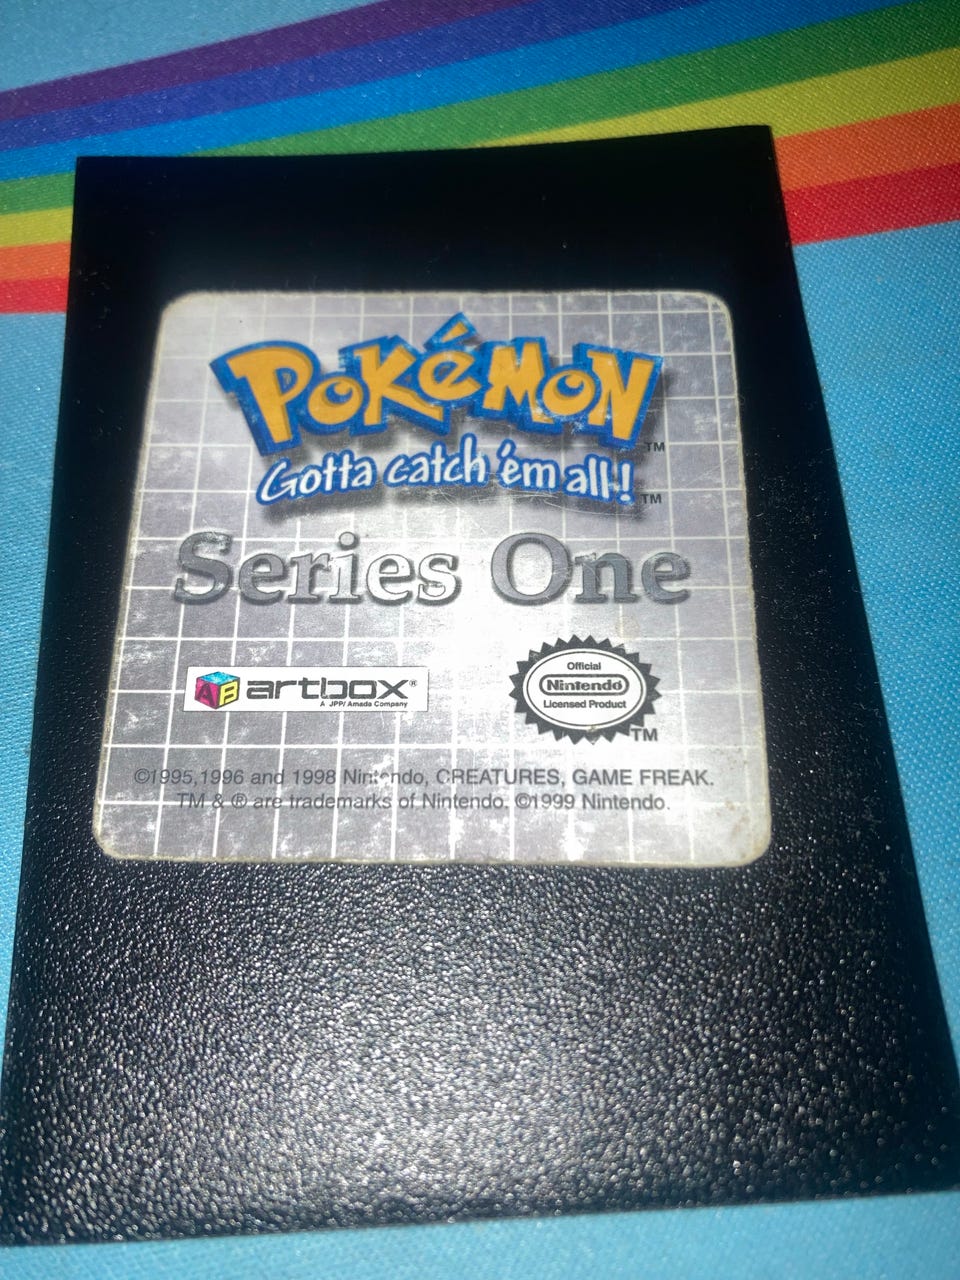 POKéMON
TM
Gotta catch 'em all!
TM
Series One
AB artbox®
A JPP/Amada Company
Official
Nintendo
Licensed Product
TM
©1995,1996 and 1998 Nintendo, CREATURES, GAME FREAK.
TM & ® are trademarks of Nintendo. ©1999 Nintendo.